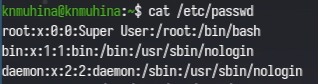 knmuhina@knmuhina:~$ cat /etc/passwd
root:x:0:0:Super User:/root:/bin/bash
bin:x:1:1:bin:/bin:/usr/sbin/nologin
daemon:x:2:2:daemon:/sbin:/usr/sbin/nologin